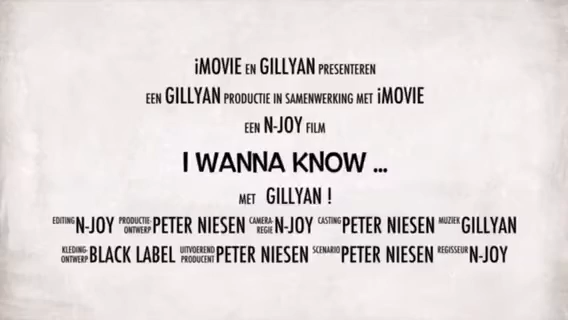 iMOVIE EN GILLYAN PRESENTEREN
EEN GILLYAN PRODUCTIE IN SAMENWERKING MET iMOVIE
EEN N-JOY FILM
I WANNA KNOW ...
MET GILLYAN !
EDITING N-JOY PRODUCTIE-ONTWERP PETER NIESEN CAMERA-REGIE N-JOY CASTING PETER NIESEN MUZIEK GILLYAN
KLEDING-ONTWERP BLACK LABEL UITVOEREND PRODUCENT PETER NIESEN SCENARIO PETER NIESEN REGISSEUR N-JOY